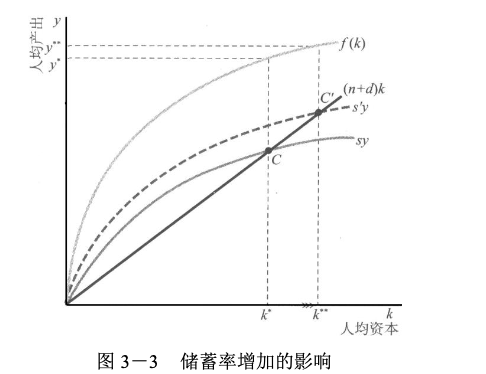 y
人均产出
y**
y*
f(k)
(n+d)k
C′
s′y
sy
C
k*
k**
k
人均资本
图3-3 储蓄率增加的影响